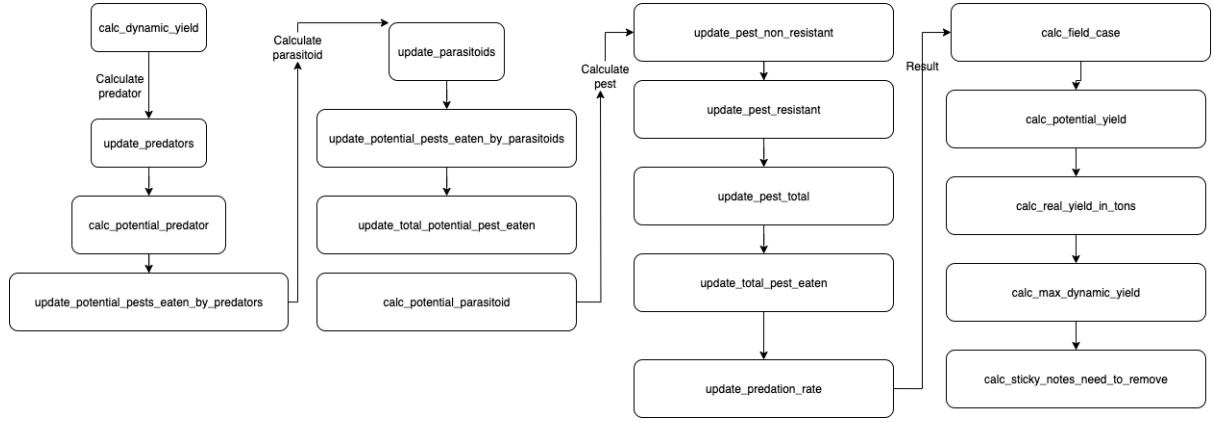 calc_dynamic_yield
Calculate
predator
update_predators
calc_potential_predator
update_potential_pests_eaten_by_predators
Calculate
parasitoid
update_parasitoids
update_potential_pests_eaten_by_parasitoids
update_total_potential_pest_eaten
calc_potential_parasitoid
Calculate
pest
update_pest_non_resistant
update_pest_resistant
update_pest_total
update_total_pest_eaten
update_predation_rate
Result
calc_field_case
calc_potential_yield
calc_real_yield_in_tons
calc_max_dynamic_yield
calc_sticky_notes_need_to_remove